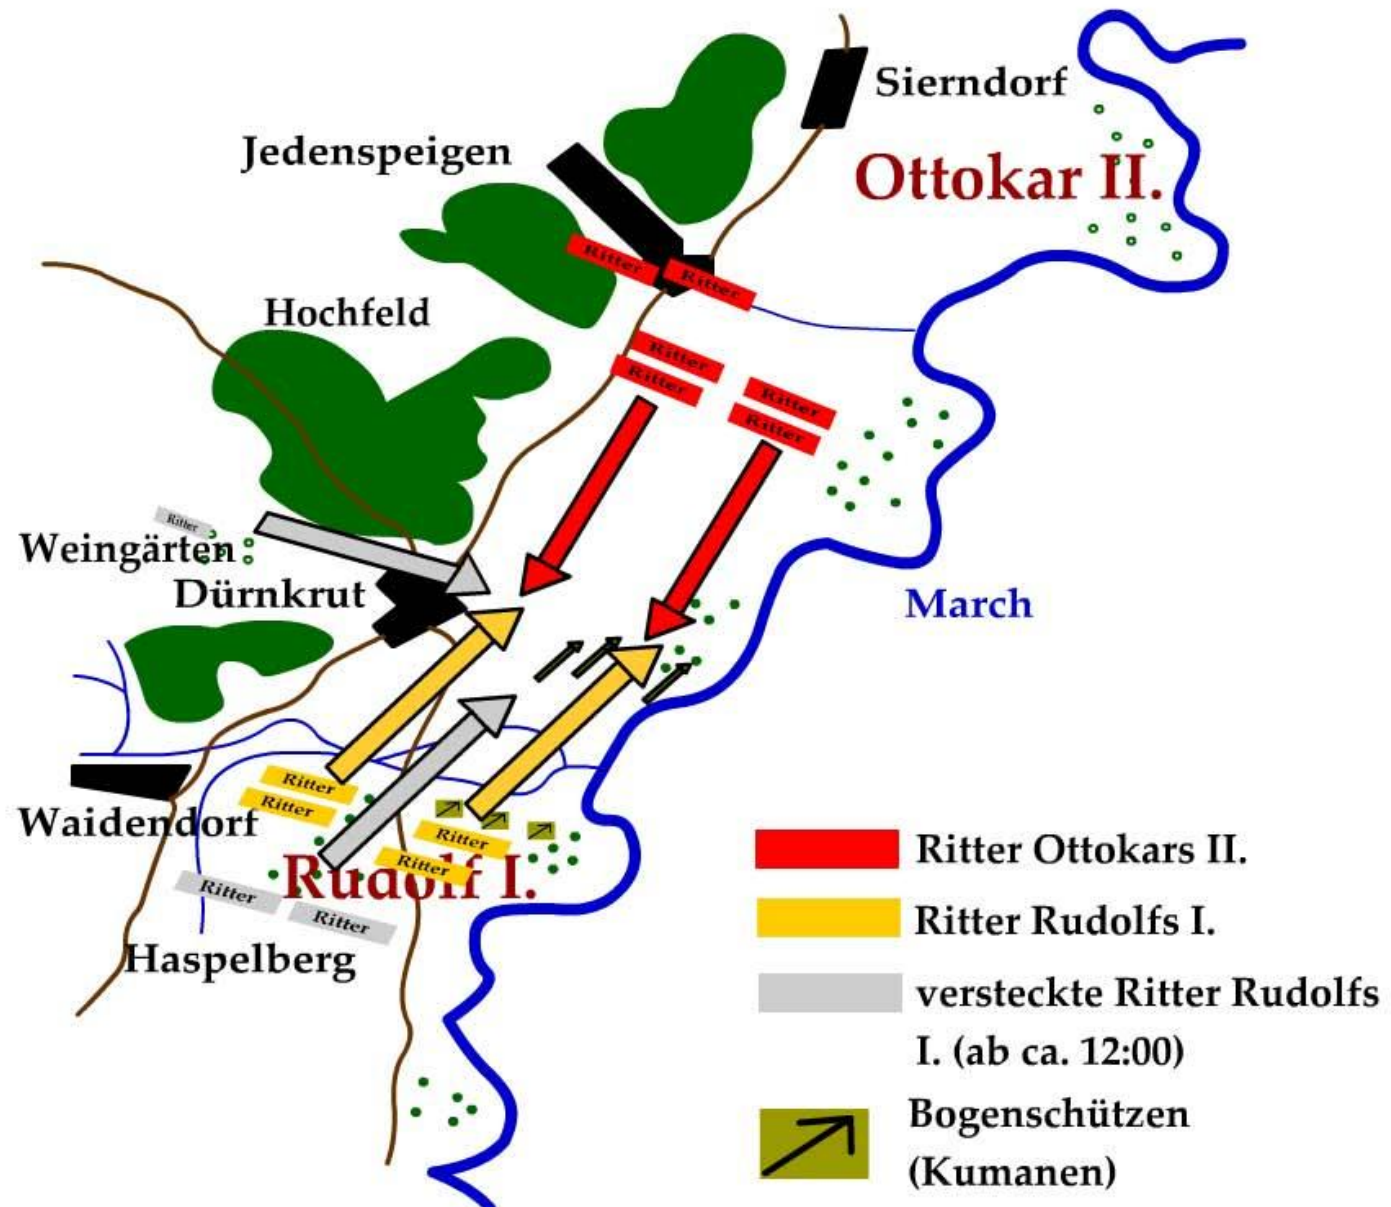 Sierndorf
Jedenspeigen
Ottokar II.
Ritter
Ritter
Hochfeld
Ritter
Ritter
Ritter
Ritter
Ritter
Weingärten
Dürnkrut
March
Ritter
Ritter
Waidendorf
Ritter
Ritter
Rudolf I.
Ritter
Ritter
Haspelberg
Ritter Ottokars II.
Ritter Rudolfs I.
versteckte Ritter Rudolfs
I. (ab ca. 12:00)
Bogenschützen
(Kumanen)